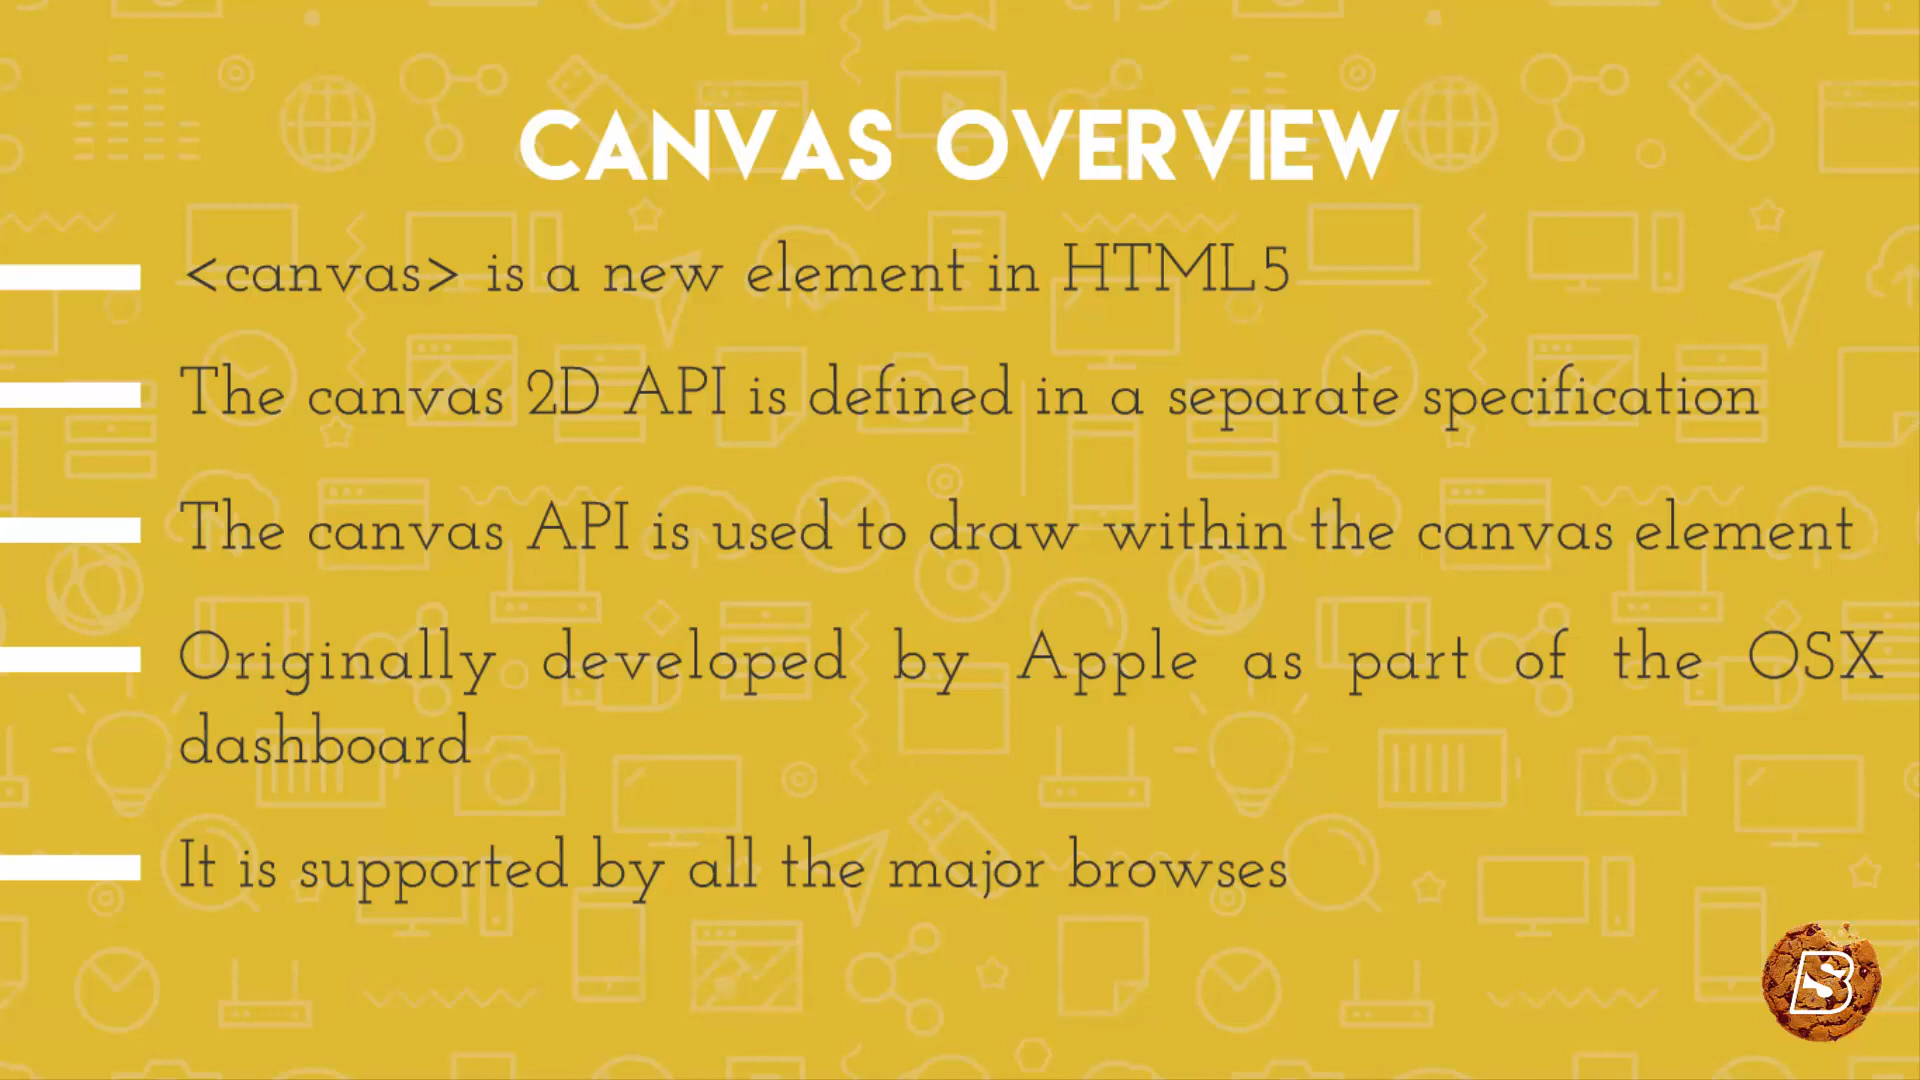 CANVAS OVERVIEW
<canvas> is a new element in HTML5
The canvas 2D API is defined in a separate specification
The canvas API is used to draw within the canvas element
Originally developed by Apple as part of the OSX
dashboard
It is supported by all the major browses
B